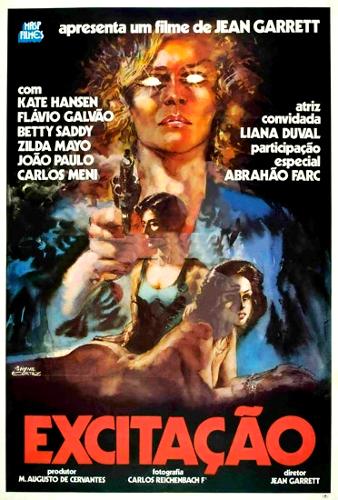 MASP
FILMES
apresenta um filme de JEAN GARRETT
com
KATE HANSEN
FLÁVIO GALVÃO
BETTY SADDY
ZILDA MAYO
JOÃO PAULO
CARLOS MENI
atriz
convidada
LIANA DUVAL
participação
especial
ABRAHÃO FARC
EXCITAÇÃO
produtor
M. AUGUSTO DE CERVANTES
fotografia
CARLOS REICHENBACH Fº
diretor
JEAN GARRETT